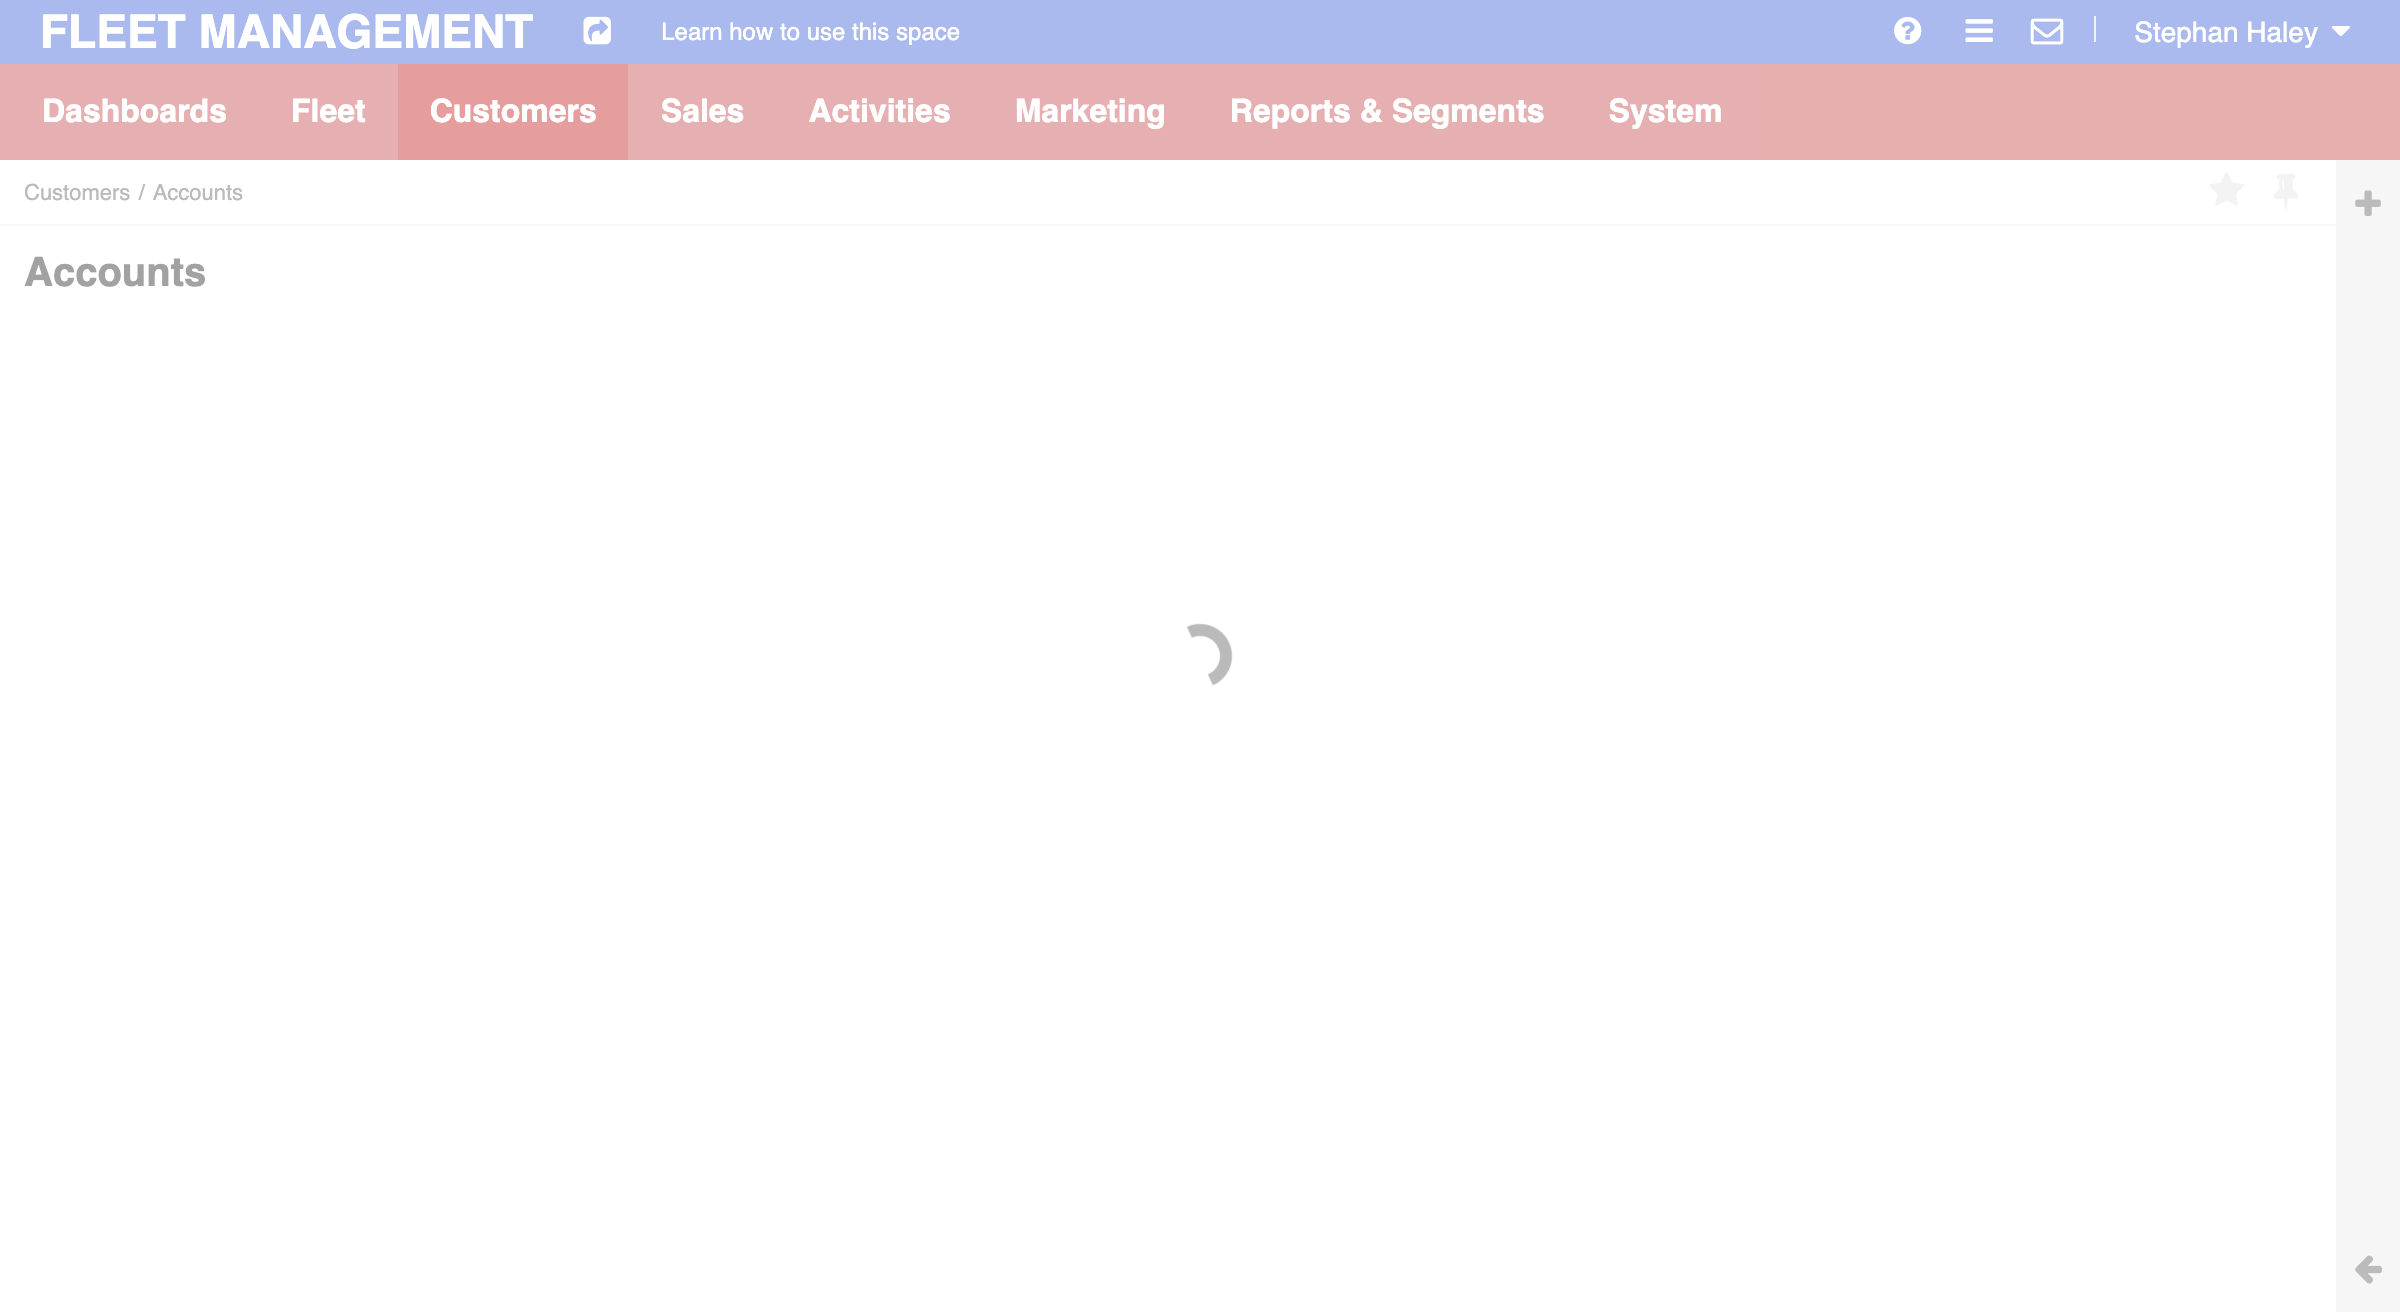 FLEET MANAGEMENT
Learn how to use this space
Stephan Haley
Dashboards Fleet Customers Sales Activities Marketing Reports & Segments System
Customers / Accounts
Accounts